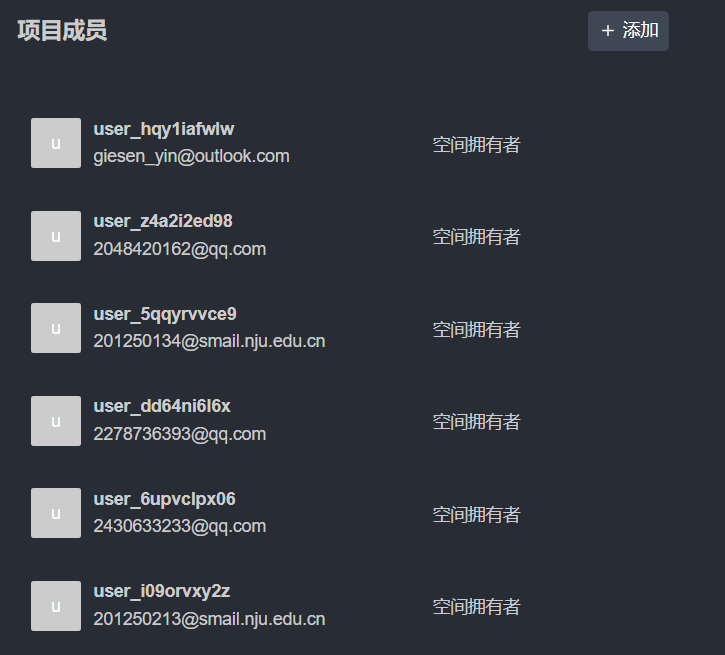 项目成员
+ 添加
u
user_hqy1iafwlw
giesen_yin@outlook.com
空间拥有者
u
user_z4a2i2ed98
2048420162@qq.com
空间拥有者
u
user_5qqyrvvce9
201250134@smail.nju.edu.cn
空间拥有者
u
user_dd64ni6l6x
2278736393@qq.com
空间拥有者
u
user_6upvclpx06
2430633233@qq.com
空间拥有者
u
user_i09orvxy2z
201250213@smail.nju.edu.cn
空间拥有者